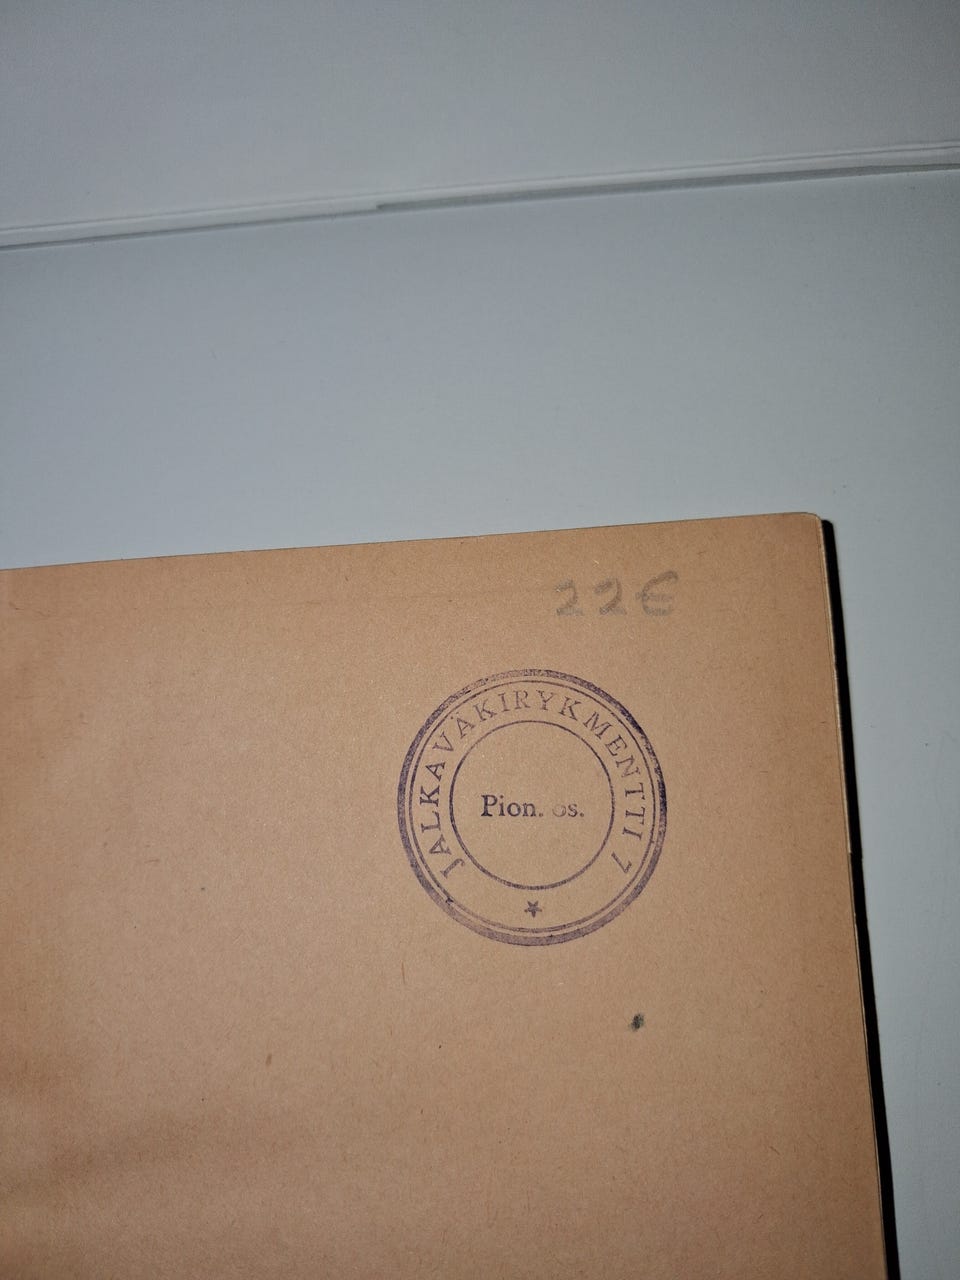 22€
JALKAVÄKIRYKMENTTI 7
Pion. os.